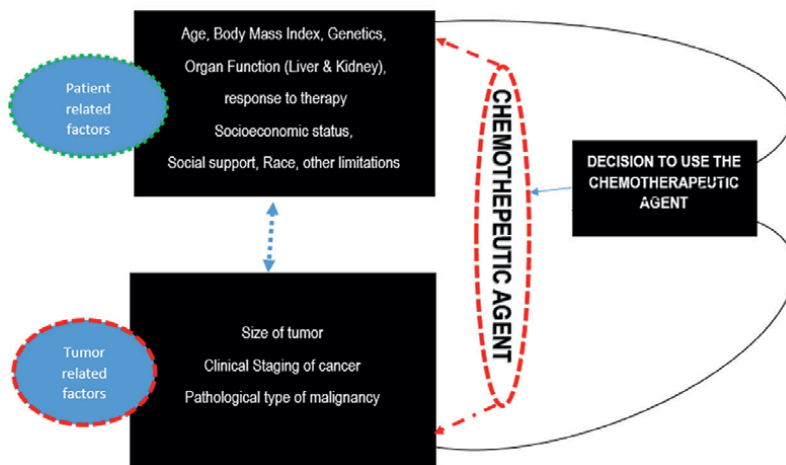 Patient
related
factors
Age, Body Mass Index, Genetics,
Organ Function (Liver & Kidney),
response to therapy
Socioeconomic status,
Social support, Race, other limitations
CHEMOTHEPEUTIC AGENT
DECISION TO USE THE
CHEMOTHERAPEUTIC
AGENT
Tumor
related
factors
Size of tumor
Clinical Staging of cancer
Pathological type of malignancy